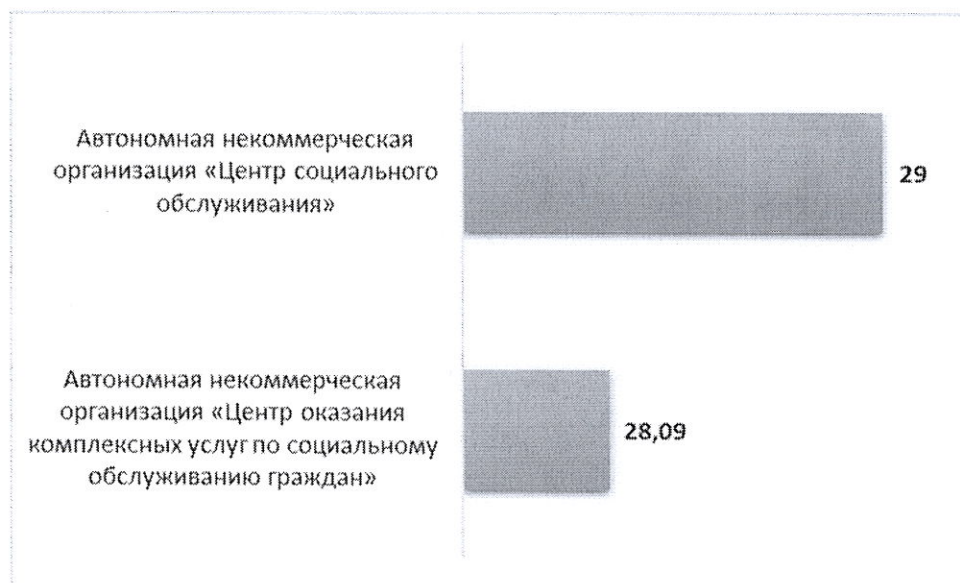 Автономная некоммерческая
организация «Центр социального
обслуживания»
29
Автономная некоммерческая
организация «Центр оказания
комплексных услуг по социальному
обслуживанию граждан»
28,09